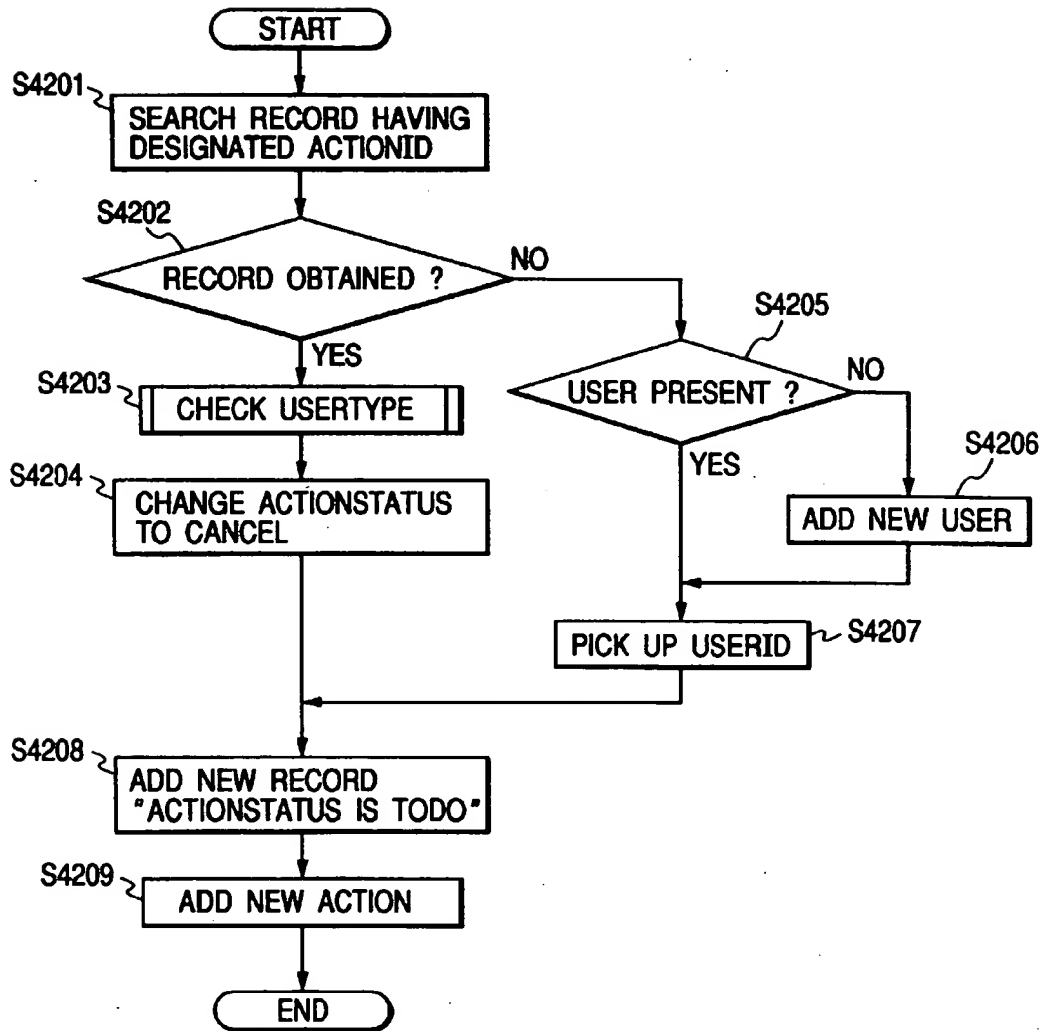 START
S4201
SEARCH RECORD HAVING
DESIGNATED ACTIONID
S4202
RECORD OBTAINED ?
NO
YES
S4205
USER PRESENT ?
NO
YES
S4203
CHECK USERTYPE
S4204
CHANGE ACTIONSTATUS
TO CANCEL
S4206
ADD NEW USER
PICK UP USERID
S4207
S4208
ADD NEW RECORD
"ACTIONSTATUS IS TODO"
S4209
ADD NEW ACTION
END